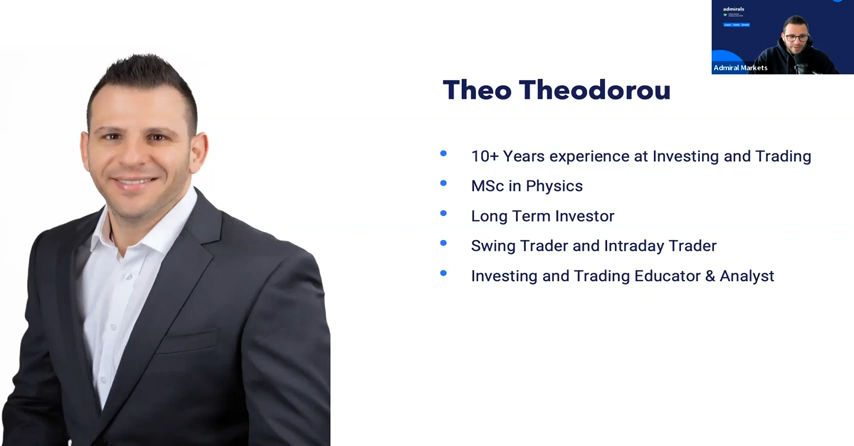 admirals
Admiral Markets
Theo Theodorou
10+ Years experience at Investing and Trading
MSc in Physics
Long Term Investor
Swing Trader and Intraday Trader
Investing and Trading Educator & Analyst